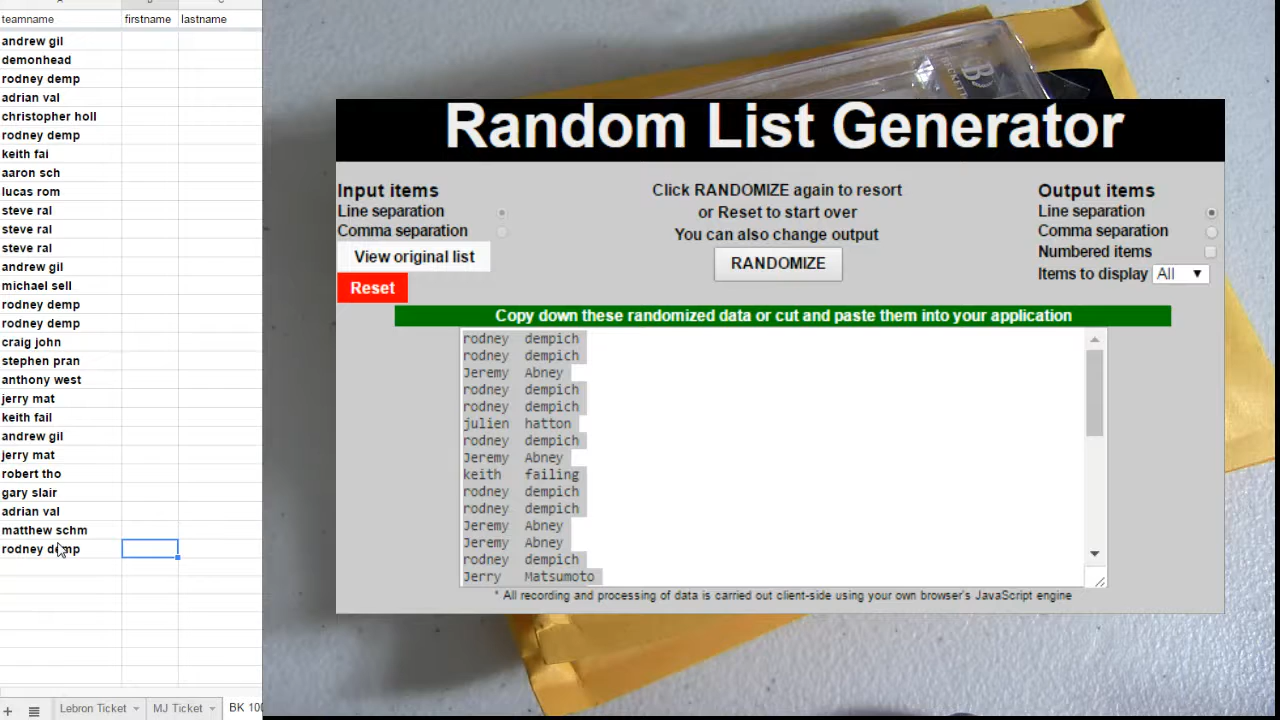 teamname firstname lastname
andrew gil
demonhead
rodney demp
adrian val
christopher holl
rodney demp
keith fai
aaron sch
lucas rom
steve ral
steve ral
steve ral
andrew gil
michael sell
rodney demp
rodney demp
craig john
stephen pran
anthony west
jerry mat
keith fail
andrew gil
jerry mat
robert tho
gary slair
adrian val
matthew schm
rodney demp
Lebron Ticket MJ Ticket BK 100
BECKETT
Random List Generator
Input items
Line separation
Comma separation
View original list
Reset
Click RANDOMIZE again to resort
or Reset to start over
You can also change output
RANDOMIZE
Output items
Line separation
Comma separation
Numbered items
Items to display All
Copy down these randomized data or cut and paste them into your application
rodney dempich
rodney dempich
Jeremy Abney
rodney dempich
rodney dempich
julien hatton
rodney dempich
Jeremy Abney
keith failing
rodney dempich
rodney dempich
Jeremy Abney
Jeremy Abney
rodney dempich
Jerry Matsumoto
* All recording and processing of data is carried out client-side using your own browser's JavaScript engine